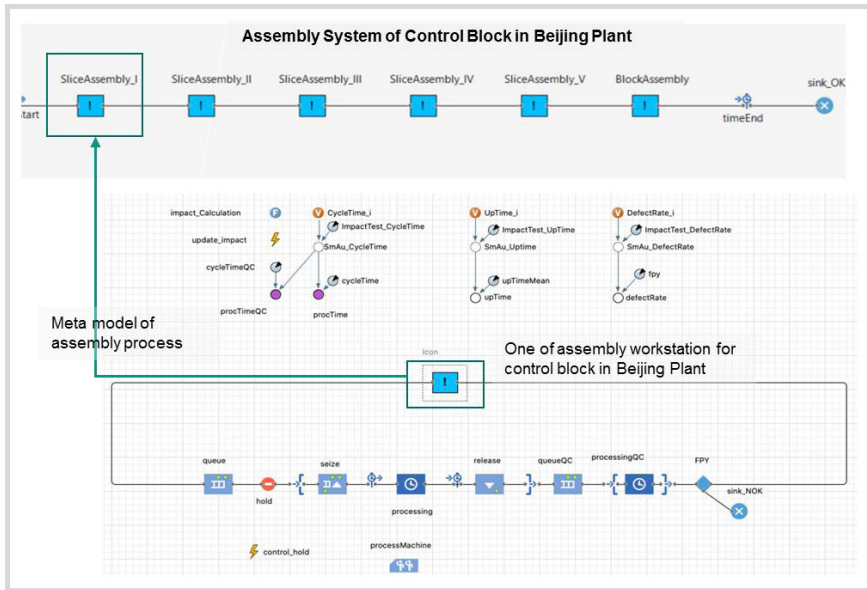 Assembly System of Control Block in Beijing Plant
SliceAssembly_I
SliceAssembly_II
SliceAssembly_III
SliceAssembly_IV
SliceAssembly_V
BlockAssembly
sink_OK
tart
timeEnd
impact_Calculation
F
V
CycleTime_i
V
UpTime_i
V
DefectRate_i
ImpactTest_CycleTime
ImpactTest_UpTime
ImpactTest_DefectRate
update_impact
SmAu_CycleTime
SmAu_Uptime
SmAu_DefectRate
cycleTimeQC
cycleTime
upTimeMean
fpy
upTime
defectRate
procTimeQC
procTime
Meta model of
assembly process
Icon
One of assembly workstation for
control block in Beijing Plant
queue
seize
release
queueQC
processingQC
FPY
hold
processing
sink_NOK
control_hold
processMachine